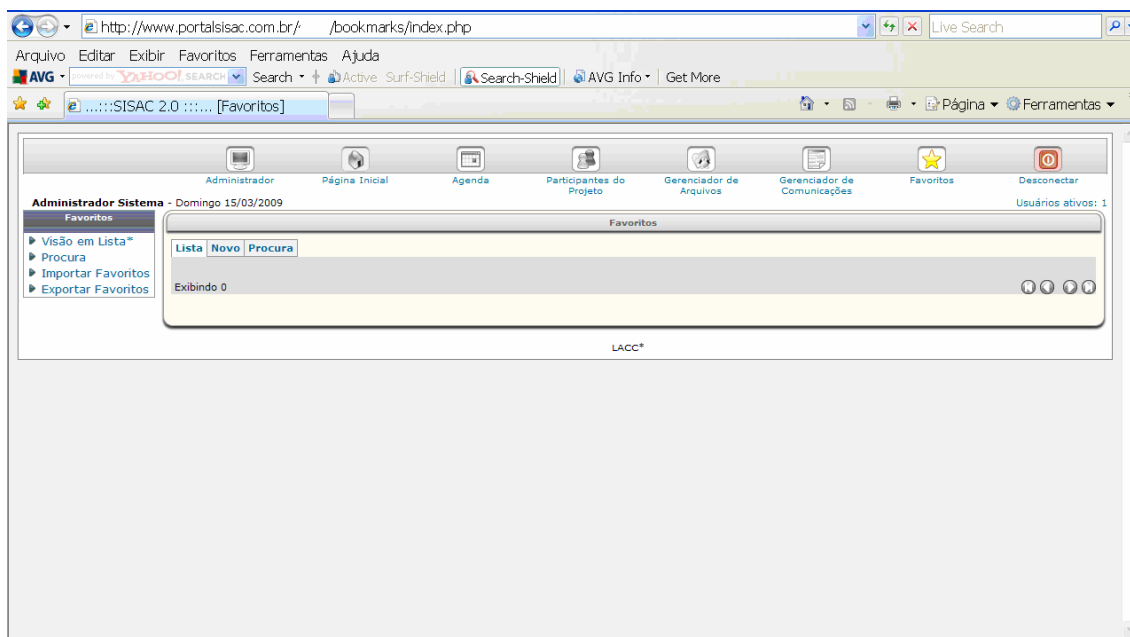 http://www.portalsisac.com.br/ /bookmarks/index.php Live Search
Arquivo Editar Exibir Favoritos Ferramentas Ajuda
AVG powered by YAHOO! SEARCH Search Active Surf-Shield Search-Shield AVG Info Get More
...:::SISAC 2.0 :::... [Favoritos] Página Ferramentas
Administrador Página Inicial Agenda Participantes do Projeto Gerenciador de Arquivos Gerenciador de Comunicações Favoritos Desconectar
Administrador Sistema - Domingo 15/03/2009 Usuários ativos: 1
Favoritos
Visão em Lista*
Procura
Importar Favoritos
Exportar Favoritos
Favoritos
Lista Novo Procura
Exibindo 0
LACC*